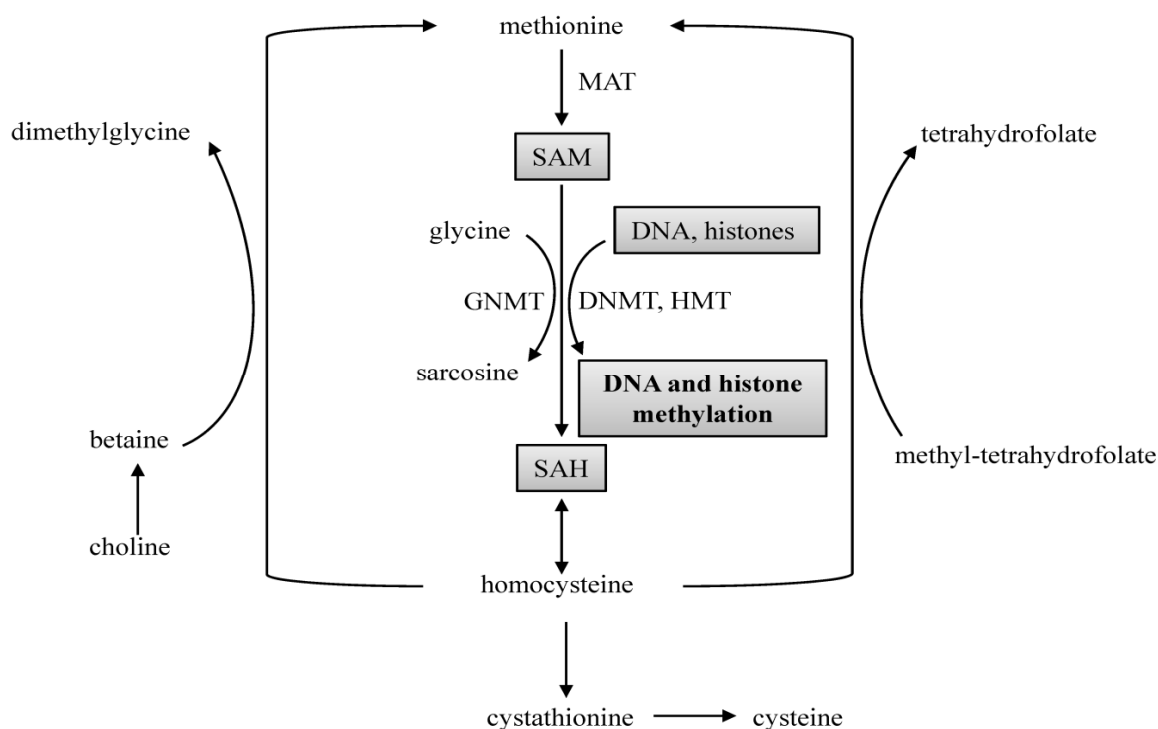 methionine
MAT
dimethylglycine
tetrahydrofolate
SAM
glycine
DNA, histones
GNMT
DNMT, HMT
sarcosine
DNA and histone
methylation
betaine
methyl-tetrahydrofolate
SAH
choline
homocysteine
cystathionine
cysteine